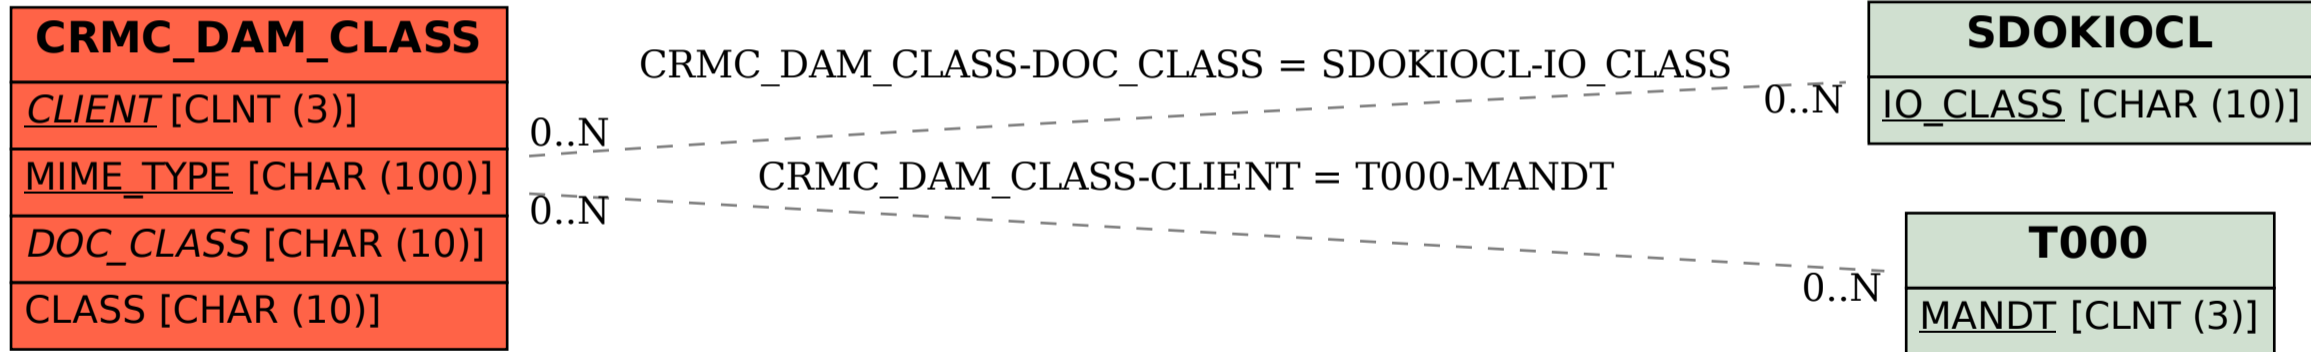 CRMC_DAM_CLASS
CLIENT [CLNT (3)]
MIME_TYPE [CHAR (100)]
DOC_CLASS [CHAR (10)]
CLASS [CHAR (10)]
CRMC_DAM_CLASS-DOC_CLASS = SDOKIOCL-IO_CLASS
0..N
0..N
CRMC_DAM_CLASS-CLIENT = T000-MANDT
0..N
0..N
SDOKIOCL
IO_CLASS [CHAR (10)]
T000
MANDT [CLNT (3)]